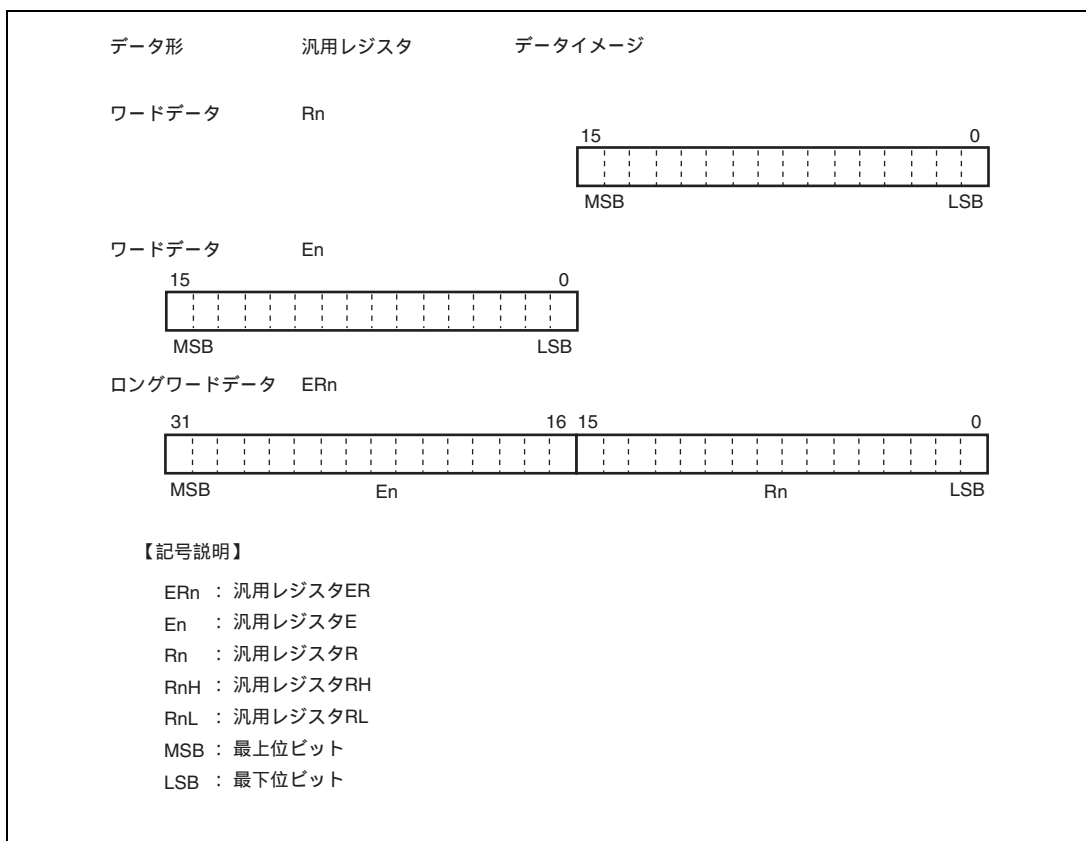 データ形 汎用レジスタ データイメージ
ワードデータ Rn
15 0
MSB LSB
ワードデータ En
15 0
MSB LSB
ロングワードデータ ERn
31 16 15 0
MSB En Rn LSB
【記号説明】
ERn : 汎用レジスタER
En : 汎用レジスタE
Rn : 汎用レジスタR
RnH : 汎用レジスタRH
RnL : 汎用レジスタRL
MSB : 最上位ビット
LSB : 最下位ビット